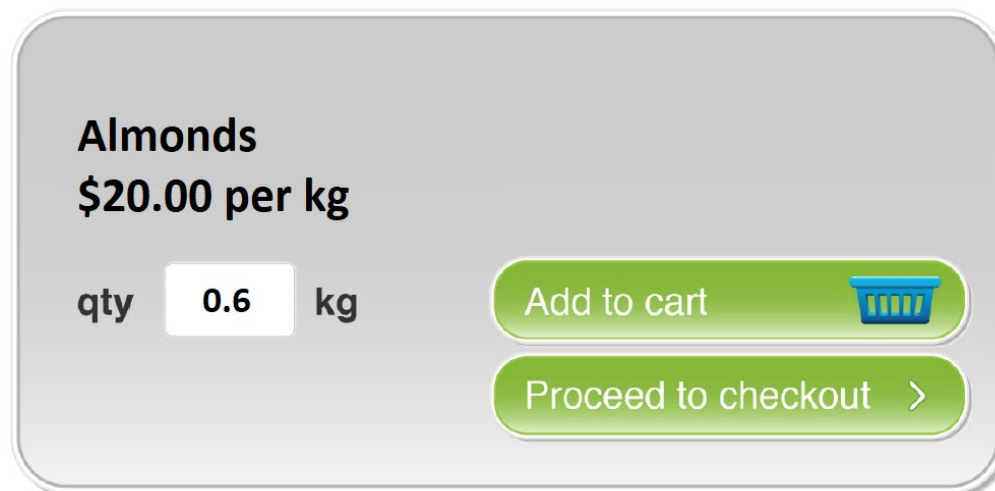 Almonds
$20.00 per kg
qty 0.6 kg
Add to cart
Proceed to checkout >